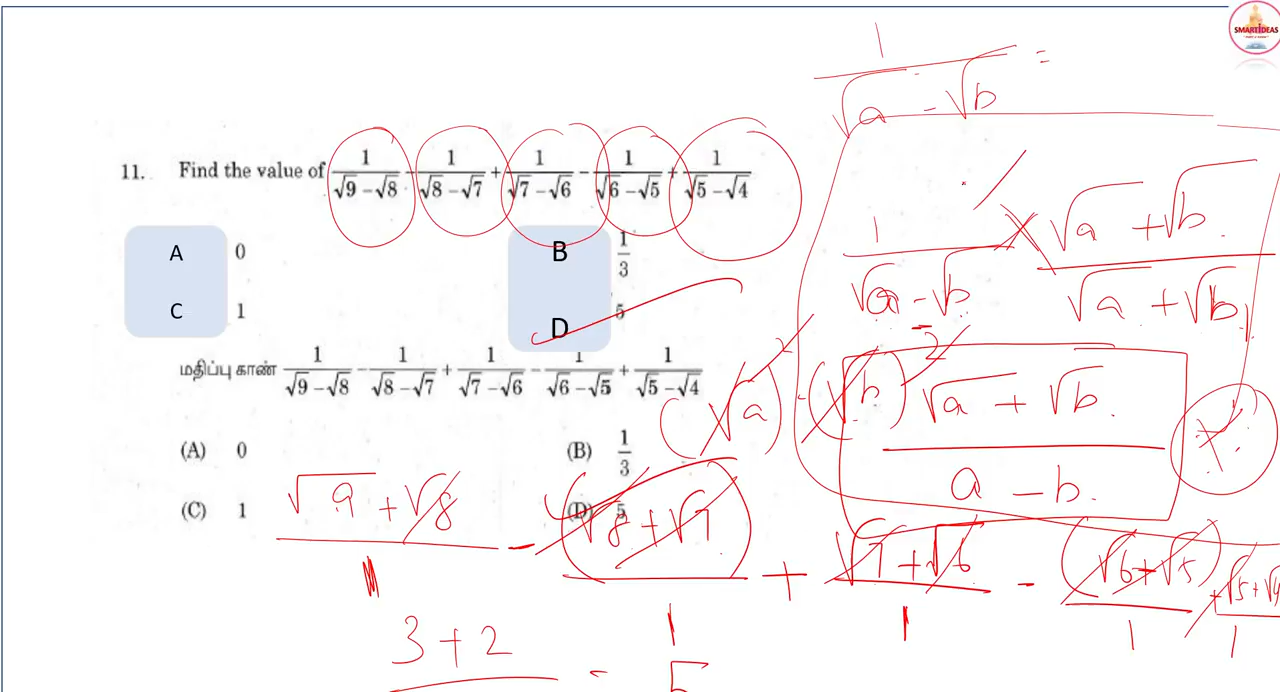 SMARTIDEAS
1/(√a - √b) =
11. Find the value of 1/(√9 – √8) - 1/(√8 – √7) + 1/(√7 – √6) - 1/(√6 – √5) + 1/(√5 – √4)
1/(√a - √b) × (√a + √b)/(√a + √b)
A 0 B 1/3
C 1 D 5
(√a)² - (√b)²
(√a + √b)/(a - b)
மதிப்பு காண் 1/(√9 – √8) – 1/(√8 – √7) + 1/(√7 – √6) – 1/(√6 – √5) + 1/(√5 – √4)
(A) 0 (B) 1/3
(C) 1 (D) 5
(√9 + √8)/1 - (√8 + √7)/1 + (√7 + √6)/1 - (√6 + √5)/1 + (√5 + √4)/1
3 + 2 = 5